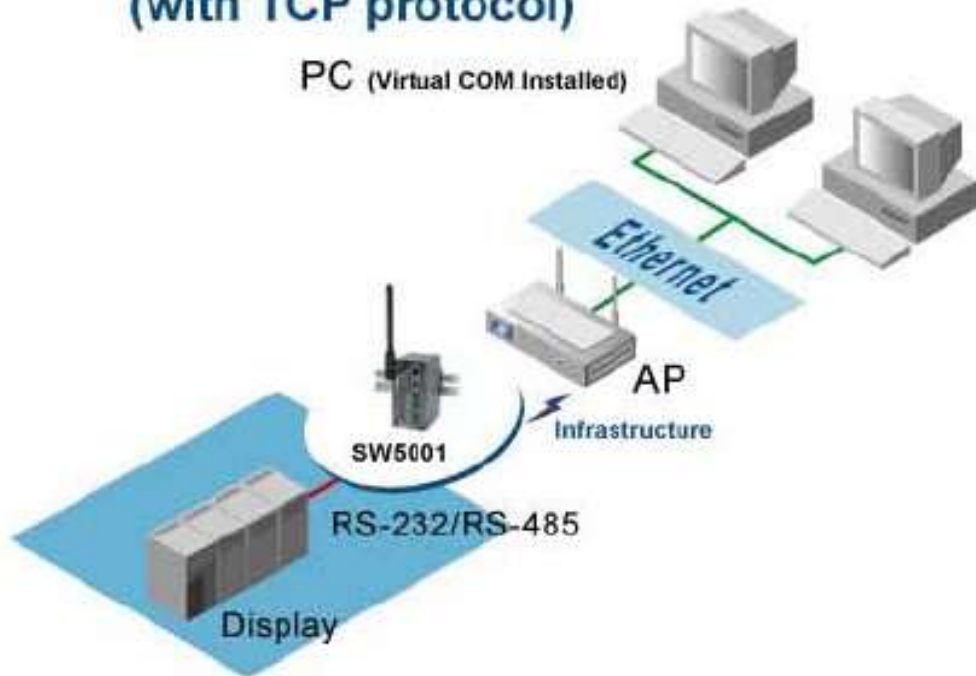 (with TCP protocol)
PC (Virtual COM Installed)
Ethernet
AP
Infrastructure
SW5001
RS-232/RS-485
Display